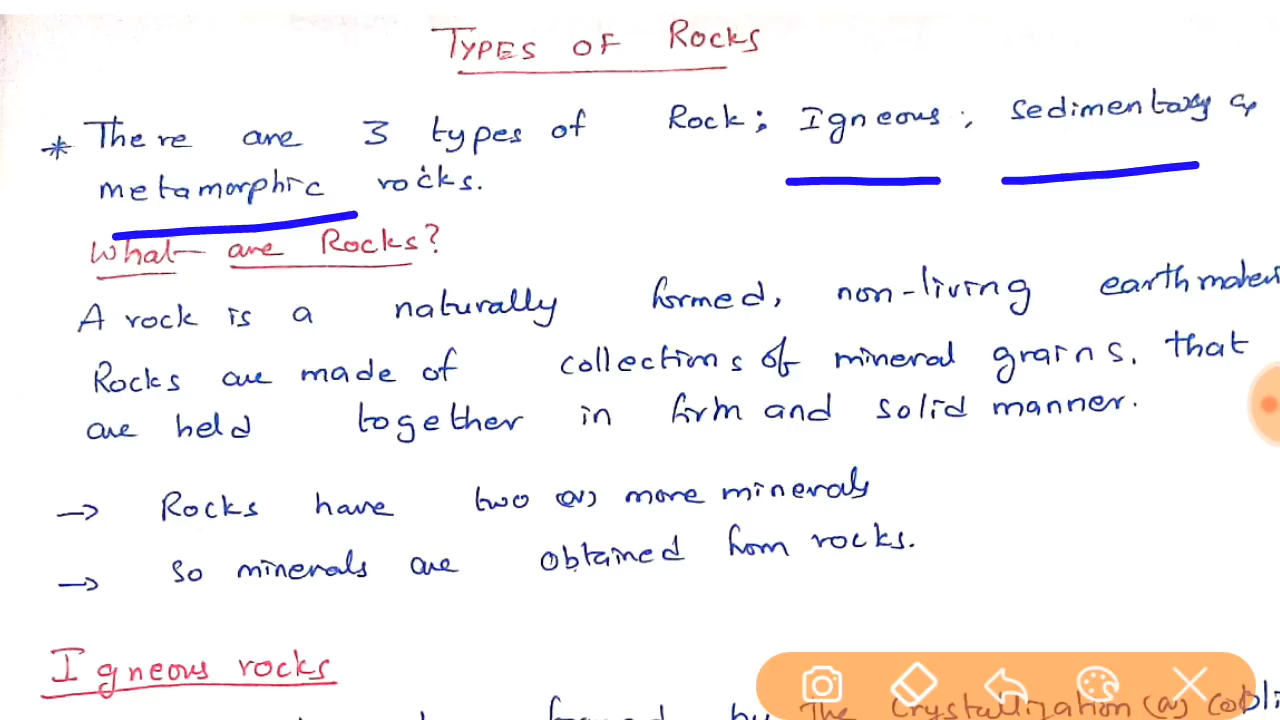 TYPES OF ROCKS
* There are 3 types of Rock; Igneous; sedimentary &
metamorphic rocks.
What are Rocks?
A rock is a naturally formed, non-living earth
Rocks are made of collections of mineral grains. that
are held together in firm and solid manner.
→ Rocks have two (or) more minerals
→ so minerals are obtained from rocks.
Igneous rocks
formed by the crystallization (or)